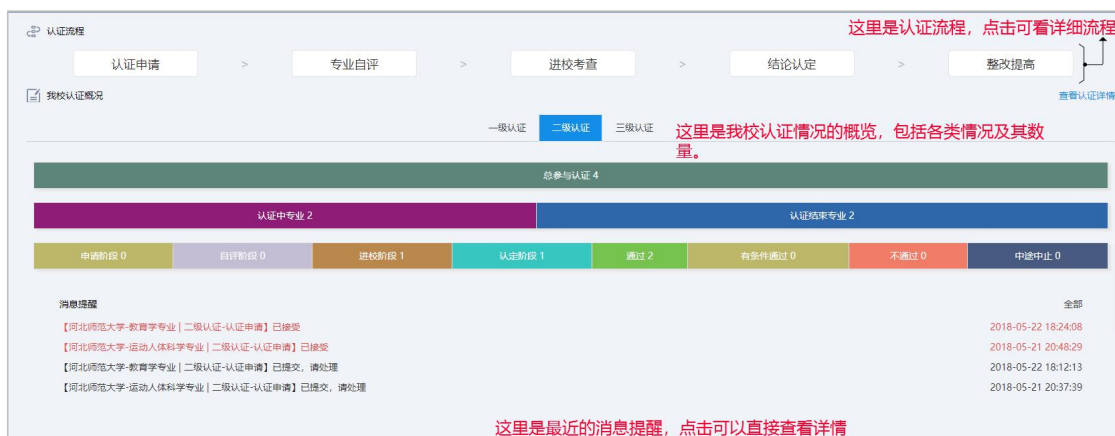 认证流程
这里是认证流程，点击可看详细流程
认证申请 > 专业自评 > 进校考查 > 结论认定 > 整改提高
我校认证概况
查看认证详情
一级认证 二级认证 三级认证
这里是我校认证情况的概览，包括各类情况及其数
量。
总参与认证 4
认证中专业 2 认证结束专业 2
申请阶段 0 自评阶段 0 进校阶段 1 认定阶段 1 通过 2 有条件通过 0 不通过 0 中途中止 0
消息提醒 全部
【河北师范大学-教育学专业 | 二级认证-认证申请】已接受 2018-05-22 18:24:08
【河北师范大学-运动人体科学专业 | 二级认证-认证申请】已接受 2018-05-21 20:48:29
【河北师范大学-教育学专业 | 二级认证-认证申请】已提交，请处理 2018-05-22 18:12:13
【河北师范大学-运动人体科学专业 | 二级认证-认证申请】已提交，请处理 2018-05-21 20:37:39
这里是最近的消息提醒，点击可以直接查看详情